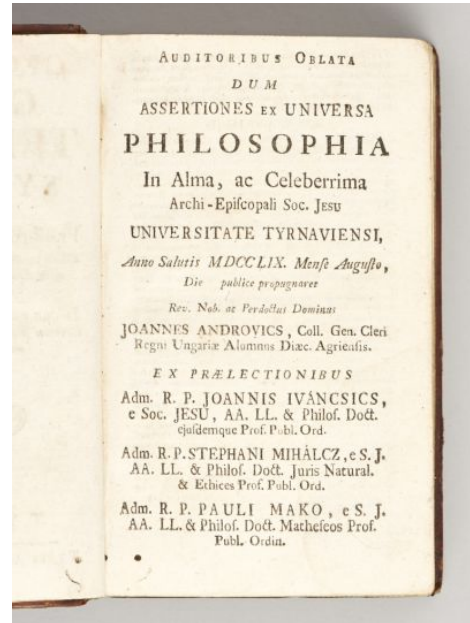 AUDITORIBUS OBLATA
DUM
ASSERTIONES EX UNIVERSA
PHILOSOPHIA
In Alma, ac Celeberrima
Archi-Epiſcopali Soc. JESU
UNIVERSITATE TYRNAVIENSI,
Anno Salutis MDCCLIX. Menſe Auguſto,
Die publice propugnaret
Rev. Nob. ac Perdoctus Dominus
JOANNES ANDROVICS, Coll. Gen. Cleri
Regni Ungariæ Alumnus Diæc. Agrienſis.
EX PRÆLECTIONIBUS
Adm. R. P. JOANNIS IVÁNCSICS,
e Soc. JESU, AA. LL. & Philoſ. Doct.
ejuſdemque Prof. Publ. Ord.
Adm. R. P. STEPHANI MIHÁLCZ, e S. J.
AA. LL. & Philoſ. Doct. Juris Natural.
& Ethices Prof. Publ. Ord.
Adm. R. P. PAULI MAKO, e S. J.
AA. LL. & Philoſ. Doct. Matheſeos Prof.
Publ. Ordin.